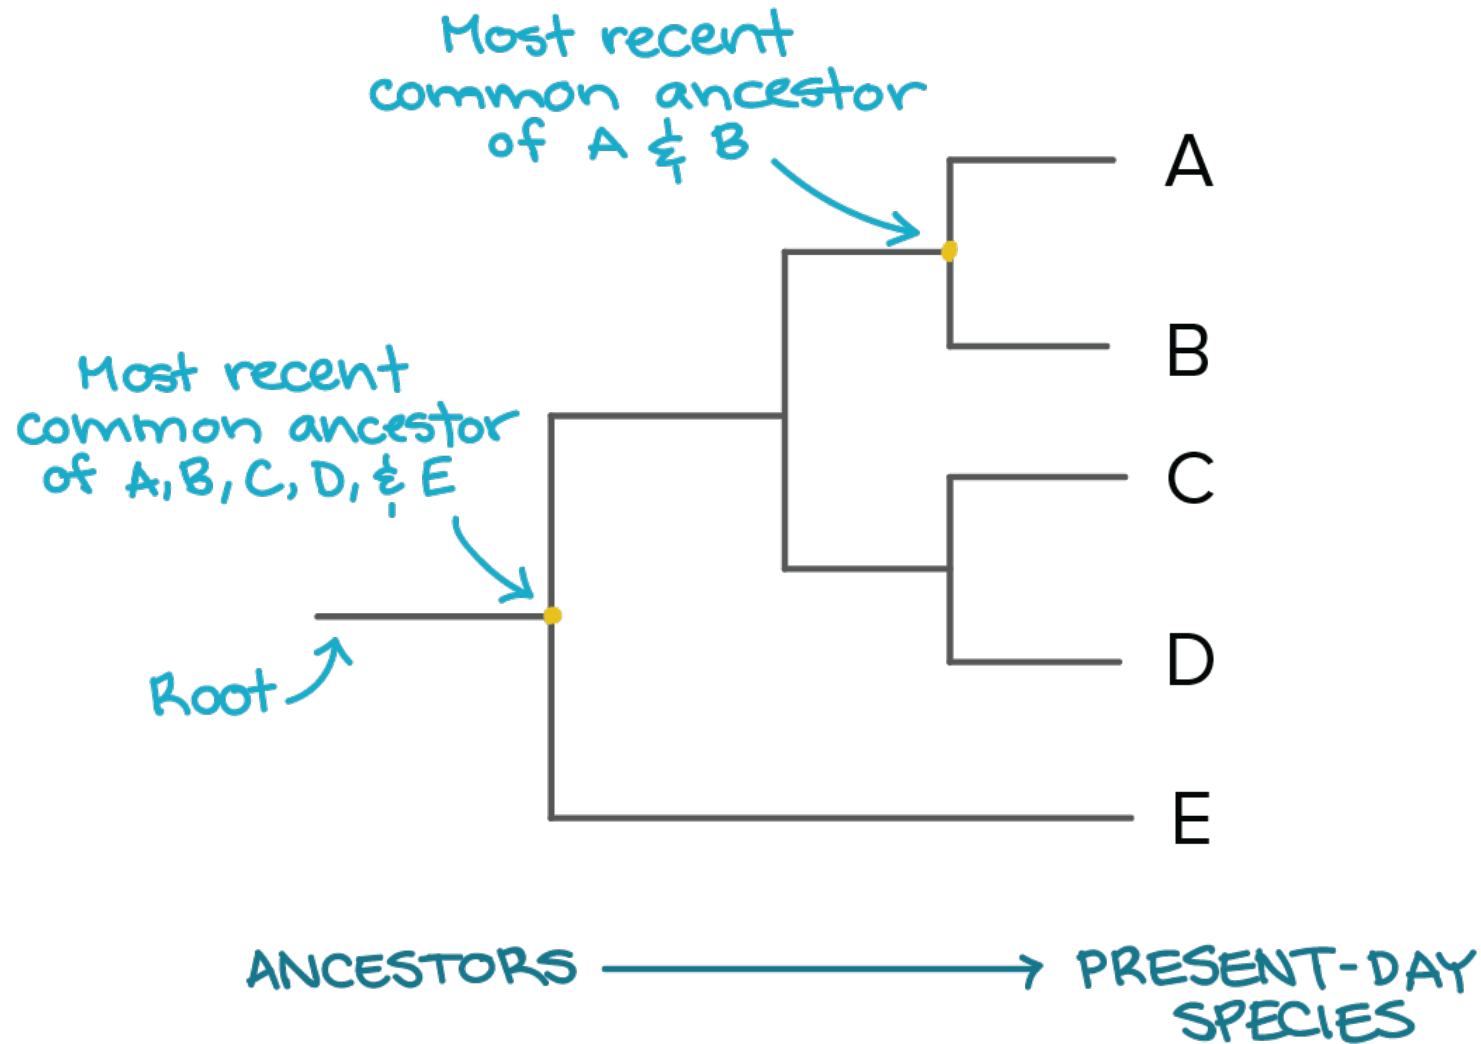 Most recent
common ancestor
of A & B
A
B
Most recent
common ancestor
of A, B, C, D, & E
C
D
Root
E
ANCESTORS
PRESENT-DAY
SPECIES